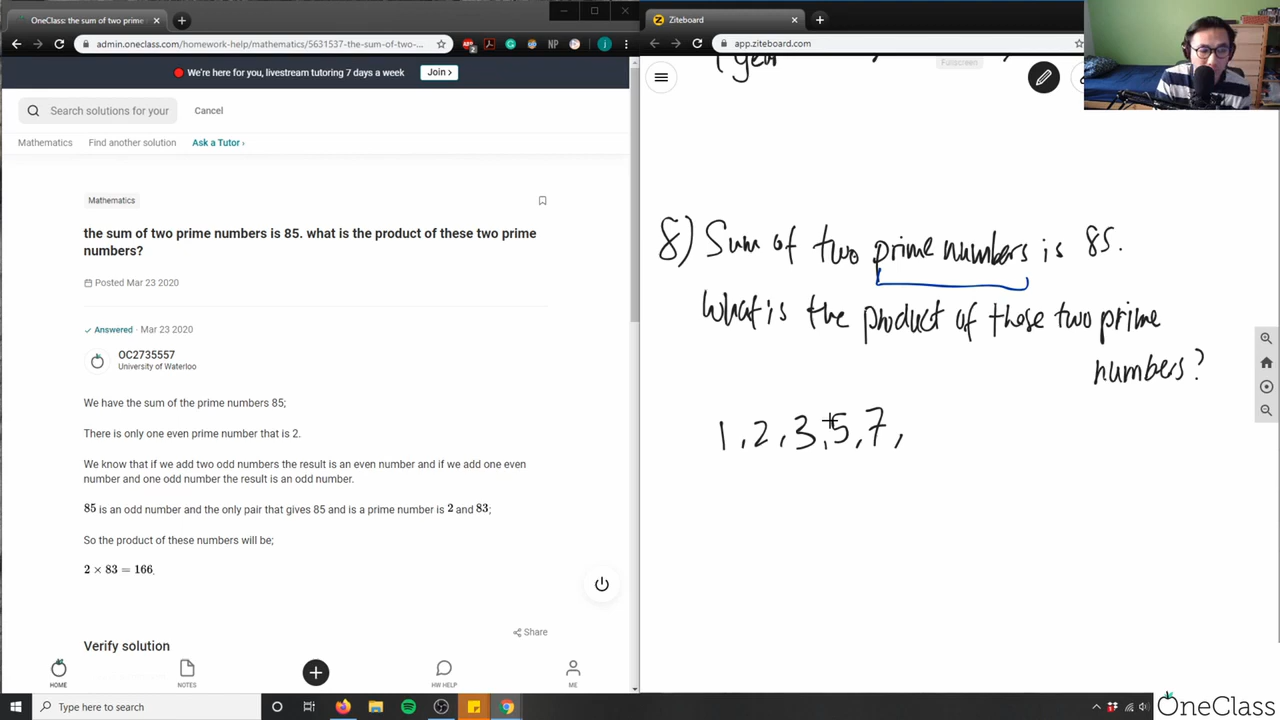 OneClass: the sum of two prime
Ziteboard
admin.oneclass.com/homework-help/mathematics/5631537-the-sum-of-two-...
NP
j
app.ziteboard.com
We're here for you, livestream tutoring 7 days a week
Join ›
Fullscreen
year
Search solutions for your
Cancel
Mathematics
Find another solution
Ask a Tutor ›
Mathematics
the sum of two prime numbers is 85. what is the product of these two prime
numbers?
Posted Mar 23 2020
Answered · Mar 23 2020
OC2735557
University of Waterloo
We have the sum of the prime numbers 85;
There is only one even prime number that is 2.
We know that if we add two odd numbers the result is an even number and if we add one even
number and one odd number the result is an odd number.
85 is an odd number and the only pair that gives 85 and is a prime number is 2 and 83;
So the product of these numbers will be;
2 × 83 = 166.
Share
Verify solution
HOME
NOTES
HW HELP
ME
8) Sum of two prime numbers is 85.
What is the product of these two prime
numbers?
1, 2, 3, 5, 7,
Type here to search
OneClass